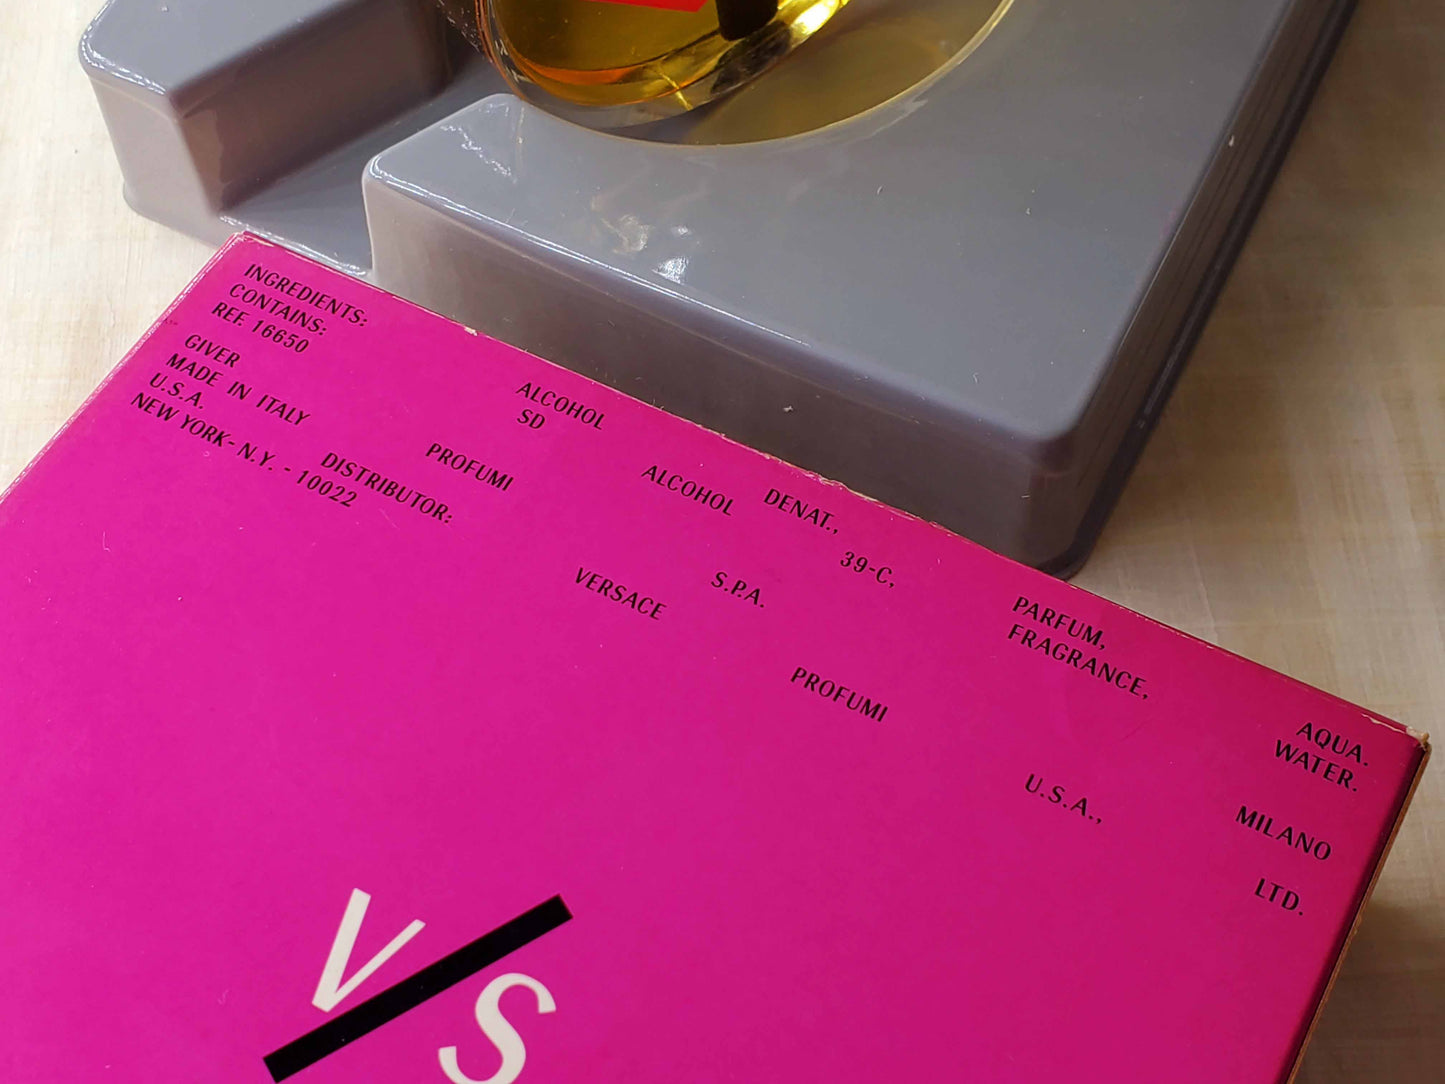 INGREDIENTS: ALCOHOL DENAT., PARFUM, AQUA.
CONTAINS: SD ALCOHOL 39-C, FRAGRANCE, WATER.
REF. 16650
GIVER PROFUMI S.P.A. MILANO
MADE IN ITALY
U.S.A. DISTRIBUTOR: VERSACE PROFUMI U.S.A., LTD.
NEW YORK - N.Y. - 10022
V/S